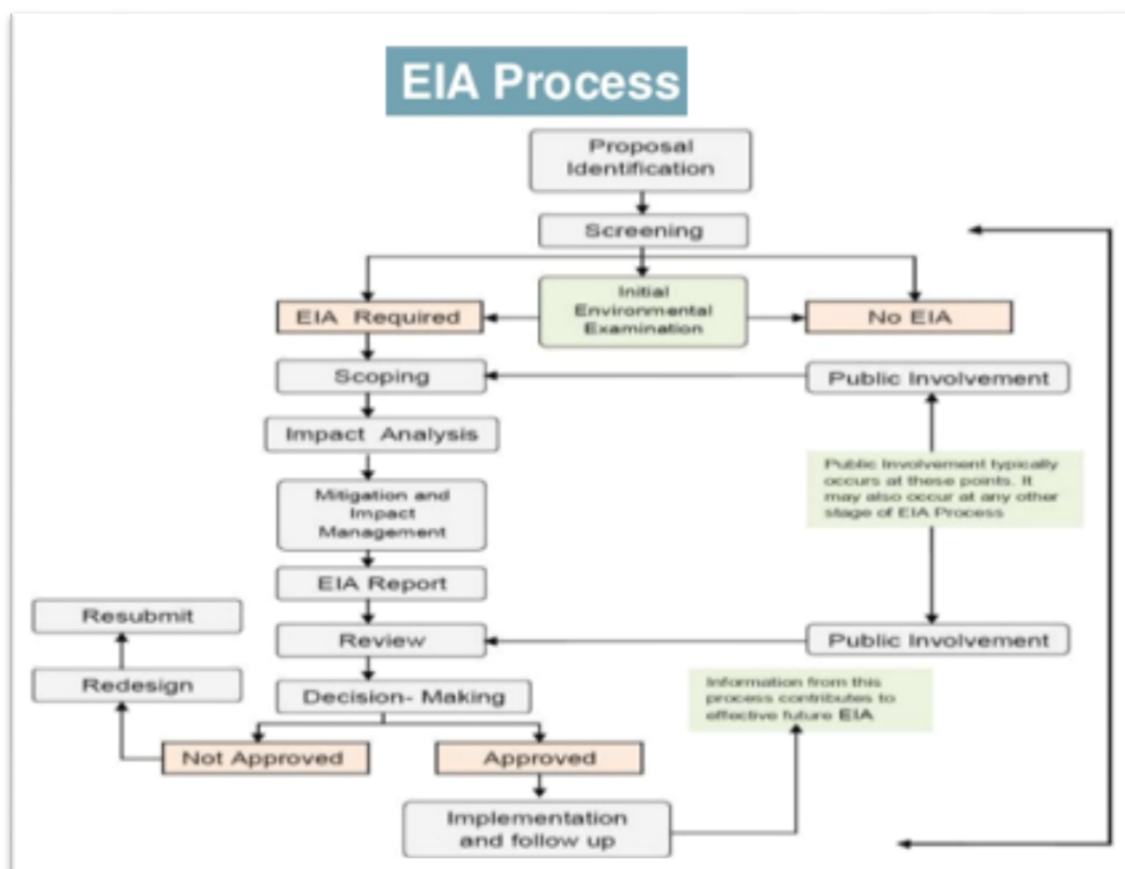 EIA Process
Proposal
Identification
Screening
Initial
Environmental
Examination
EIA Required
No EIA
Scoping
Public Involvement
Impact Analysis
Public Involvement typically
occurs at these points. It
may also occur at any other
stage of EIA Process
Mitigation and
Impact
Management
EIA Report
Resubmit
Review
Public Involvement
Redesign
Decision- Making
Information from this
process contributes to
effective future EIA
Not Approved
Approved
Implementation
and follow up